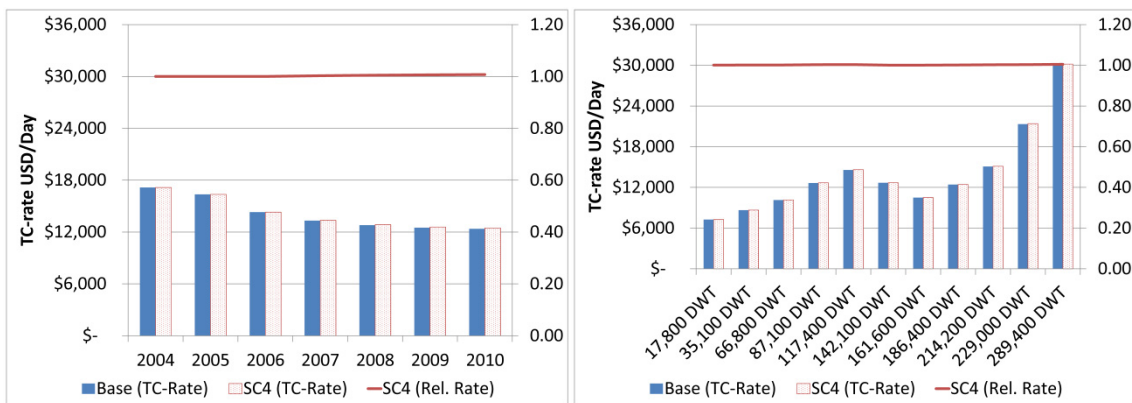 $36,000
$30,000
$24,000
$18,000
$12,000
$6,000
$-
TC-rate USD/Day
1.20
1.00
0.80
0.60
0.40
0.20
0.00
2004 2005 2006 2007 2008 2009 2010
Base (TC-Rate) SC4 (TC-Rate) SC4 (Rel. Rate)
$36,000
$30,000
$24,000
$18,000
$12,000
$6,000
$-
TC-rate USD/Day
1.20
1.00
0.80
0.60
0.40
0.20
0.00
17,800 DWT
35,100 DWT
66,800 DWT
87,100 DWT
117,400 DWT
142,100 DWT
161,600 DWT
186,400 DWT
214,200 DWT
229,000 DWT
289,400 DWT
Base (TC-Rate) SC4 (TC-Rate) SC4 (Rel. Rate)